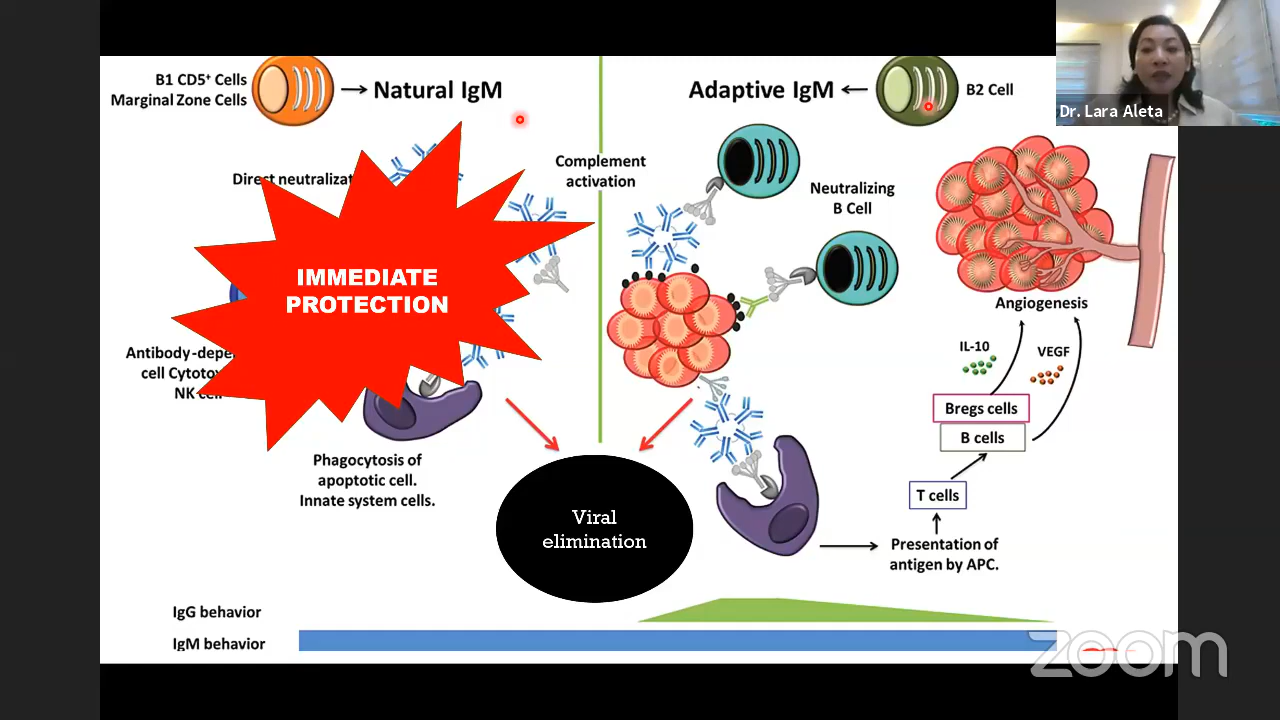 B1 CD5⁺ Cells
Marginal Zone Cells
Natural IgM
Direct neutralizat
IMMEDIATE
PROTECTION
Antibody-depe
cell Cytoto
NK cell
Phagocytosis of
apoptotic cell.
Innate system cells.
Complement
activation
Viral
elimination
Adaptive IgM
B2 Cell
Neutralizing
B Cell
Angiogenesis
IL-10
VEGF
Bregs cells
B cells
T cells
Presentation of
antigen by APC.
IgG behavior
IgM behavior
Dr. Lara Aleta
zoom